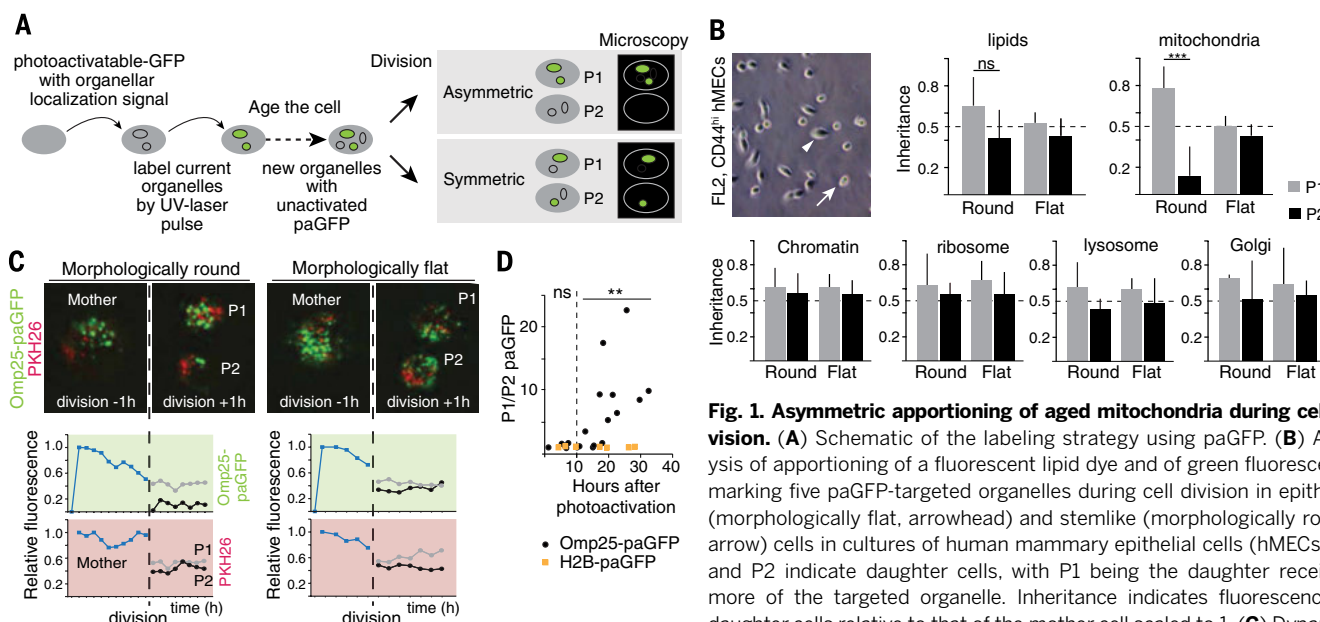 A
photoactivatable-GFP
with organellar
localization signal
Age the cell
label current
organelles
by UV-laser
pulse
new organelles
with
unactivated
paGFP
Division
Microscopy
Asymmetric
P1
P2
Symmetric
P1
P2
B
FL2, CD44hi hMECs
lipids
ns
Inheritance
0.8
0.5
0.2
Round Flat
mitochondria
***
0.8
0.5
0.2
Round Flat
P1
P2
Inheritance
Chromatin
0.8
0.5
0.2
Round Flat
ribosome
0.8
0.5
0.2
Round Flat
lysosome
0.8
0.5
0.2
Round Flat
Golgi
0.8
0.5
0.2
Round Flat
C
Morphologically round
Morphologically flat
Omp25-paGFP
PKH26
Mother
division -1h
P1
P2
division +1h
Mother
division -1h
P1
P2
division +1h
Relative fluorescence
1.0
0.6
0.2
Omp25-
paGFP
1.0
0.6
0.2
1.0
0.6
0.2
Mother
P1
P2
PKH26
1.0
0.6
0.2
division
time (h)
division
time (h)
D
ns
**
P1/P2 paGFP
20
10
0
10 20 30 40
Hours after
photoactivation
Omp25-paGFP
H2B-paGFP
Fig. 1. Asymmetric apportioning of aged mitochondria during cel
vision. (A) Schematic of the labeling strategy using paGFP. (B) A
ysis of apportioning of a fluorescent lipid dye and of green fluoresce
marking five paGFP-targeted organelles during cell division in epith
(morphologically flat, arrowhead) and stemlike (morphologically ro
arrow) cells in cultures of human mammary epithelial cells (hMECs
and P2 indicate daughter cells, with P1 being the daughter recei
more of the targeted organelle. Inheritance indicates fluorescenc